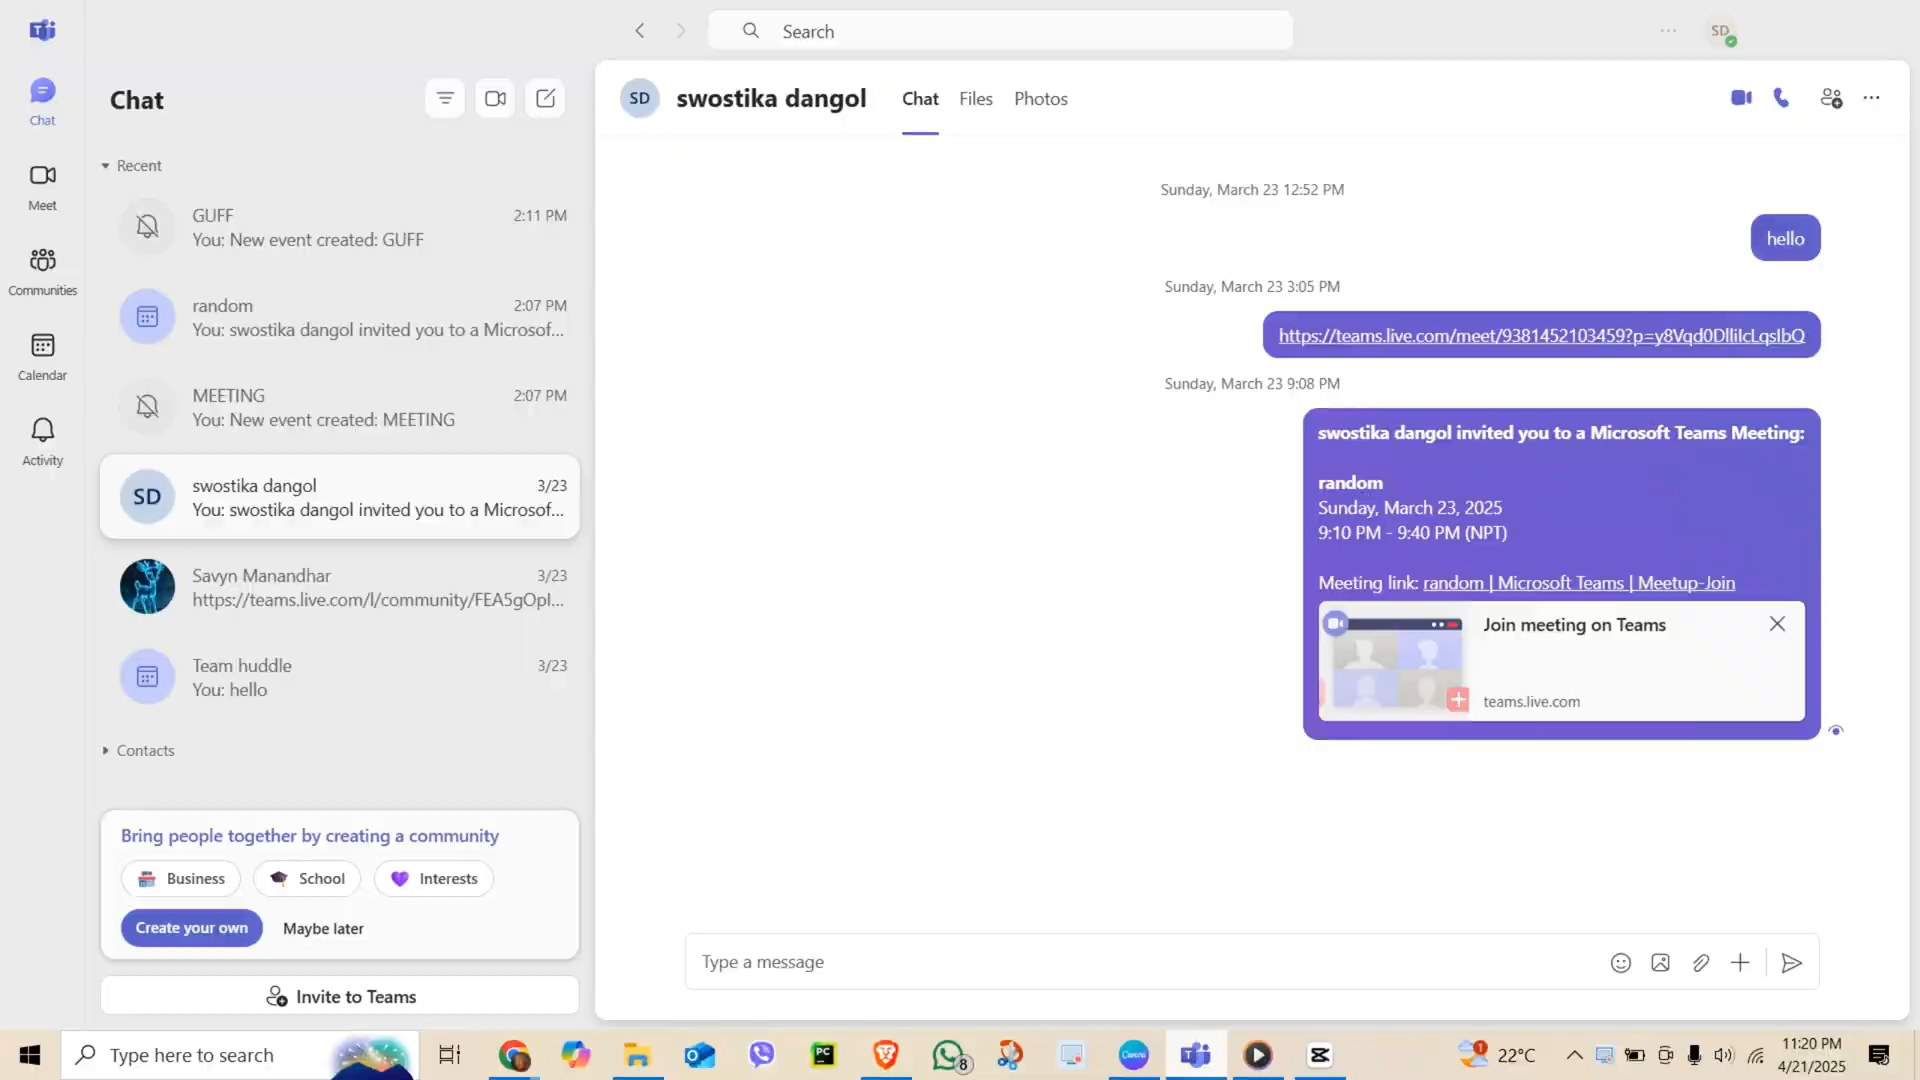 Search
SD
Chat
Meet
Communities
Calendar
Activity
Chat
Recent
GUFF 2:11 PM
You: New event created: GUFF
random 2:07 PM
You: swostika dangol invited you to a Microsof...
MEETING 2:07 PM
You: New event created: MEETING
SD
swostika dangol 3/23
You: swostika dangol invited you to a Microsof...
Savyn Manandhar 3/23
https://teams.live.com/l/community/FEA5gOpI...
Team huddle 3/23
You: hello
Contacts
Bring people together by creating a community
Business School Interests
Create your own Maybe later
Invite to Teams
SD swostika dangol Chat Files Photos
Sunday, March 23 12:52 PM
hello
Sunday, March 23 3:05 PM
https://teams.live.com/meet/9381452103459?p=y8Vqd0DlliIcLqsIbQ
Sunday, March 23 9:08 PM
swostika dangol invited you to a Microsoft Teams Meeting:
random
Sunday, March 23, 2025
9:10 PM - 9:40 PM (NPT)
Meeting link: random | Microsoft Teams | Meetup-Join
Join meeting on Teams
teams.live.com
Type a message
Type here to search
PC
8
Canva
1
22°C
11:20 PM
4/21/2025